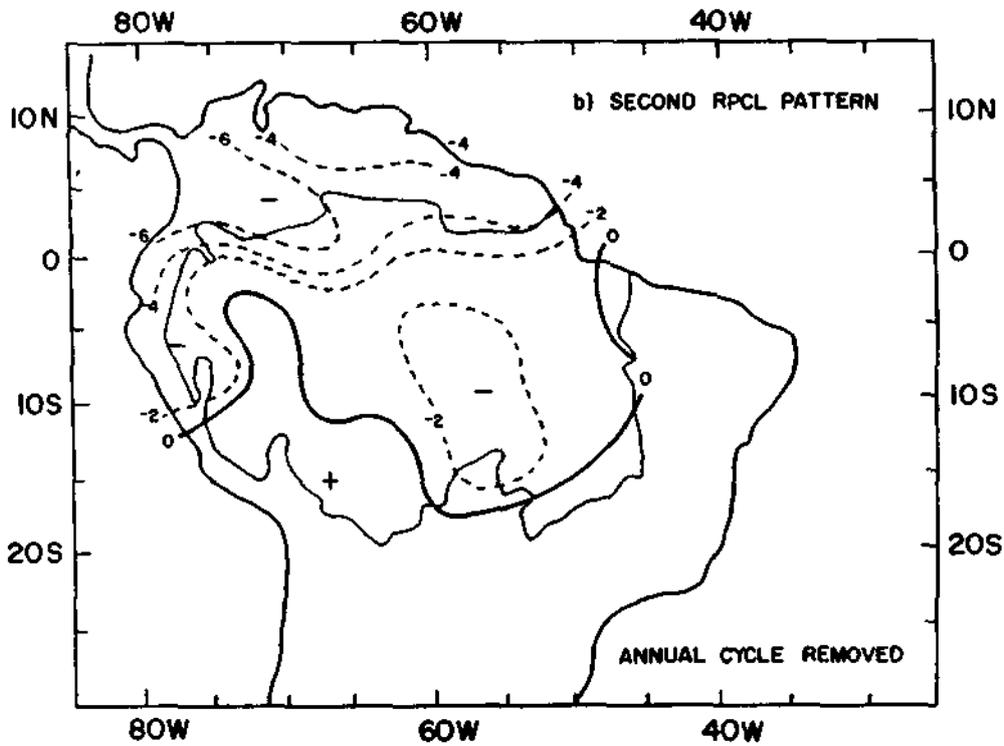 80W 60W 40W
10N b) SECOND RPCL PATTERN 10N
-6 -4 -4
-4
-4
-6 -2
0
0 0
-4
10S -2 0 10S
0 -2
+
20S 20S
ANNUAL CYCLE REMOVED
80W 60W 40W